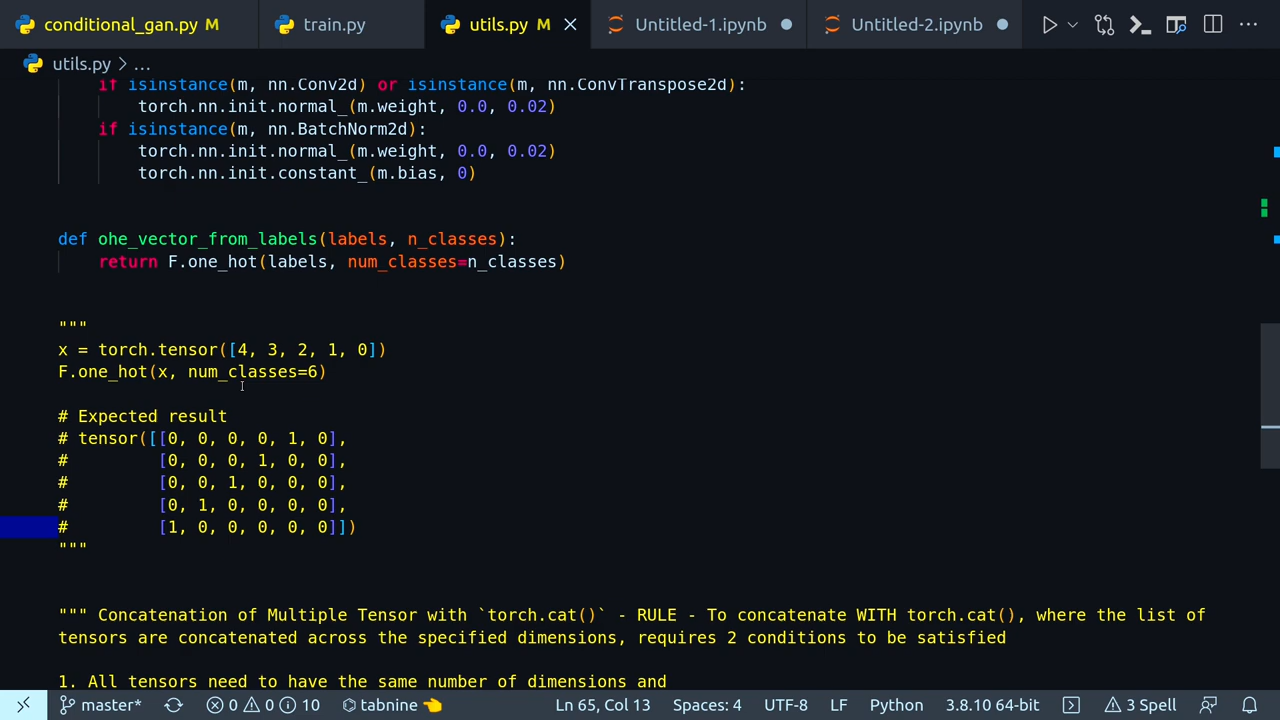 conditional_gan.py M train.py utils.py M Untitled-1.ipynb Untitled-2.ipynb
utils.py > ...
if isinstance(m, nn.Conv2d) or isinstance(m, nn.ConvTranspose2d):
torch.nn.init.normal_(m.weight, 0.0, 0.02)
if isinstance(m, nn.BatchNorm2d):
torch.nn.init.normal_(m.weight, 0.0, 0.02)
torch.nn.init.constant_(m.bias, 0)
def ohe_vector_from_labels(labels, n_classes):
return F.one_hot(labels, num_classes=n_classes)
"""
x = torch.tensor([4, 3, 2, 1, 0])
F.one_hot(x, num_classes=6)
# Expected result
# tensor([[0, 0, 0, 0, 1, 0],
# [0, 0, 0, 1, 0, 0],
# [0, 0, 1, 0, 0, 0],
# [0, 1, 0, 0, 0, 0],
# [1, 0, 0, 0, 0, 0]])
"""
""" Concatenation of Multiple Tensor with `torch.cat()` - RULE - To concatenate WITH torch.cat(), where the list of
tensors are concatenated across the specified dimensions, requires 2 conditions to be satisfied
1. All tensors need to have the same number of dimensions and
master* 0 0 10 tabnine Ln 65, Col 13 Spaces: 4 UTF-8 LF Python 3.8.10 64-bit 3 Spell